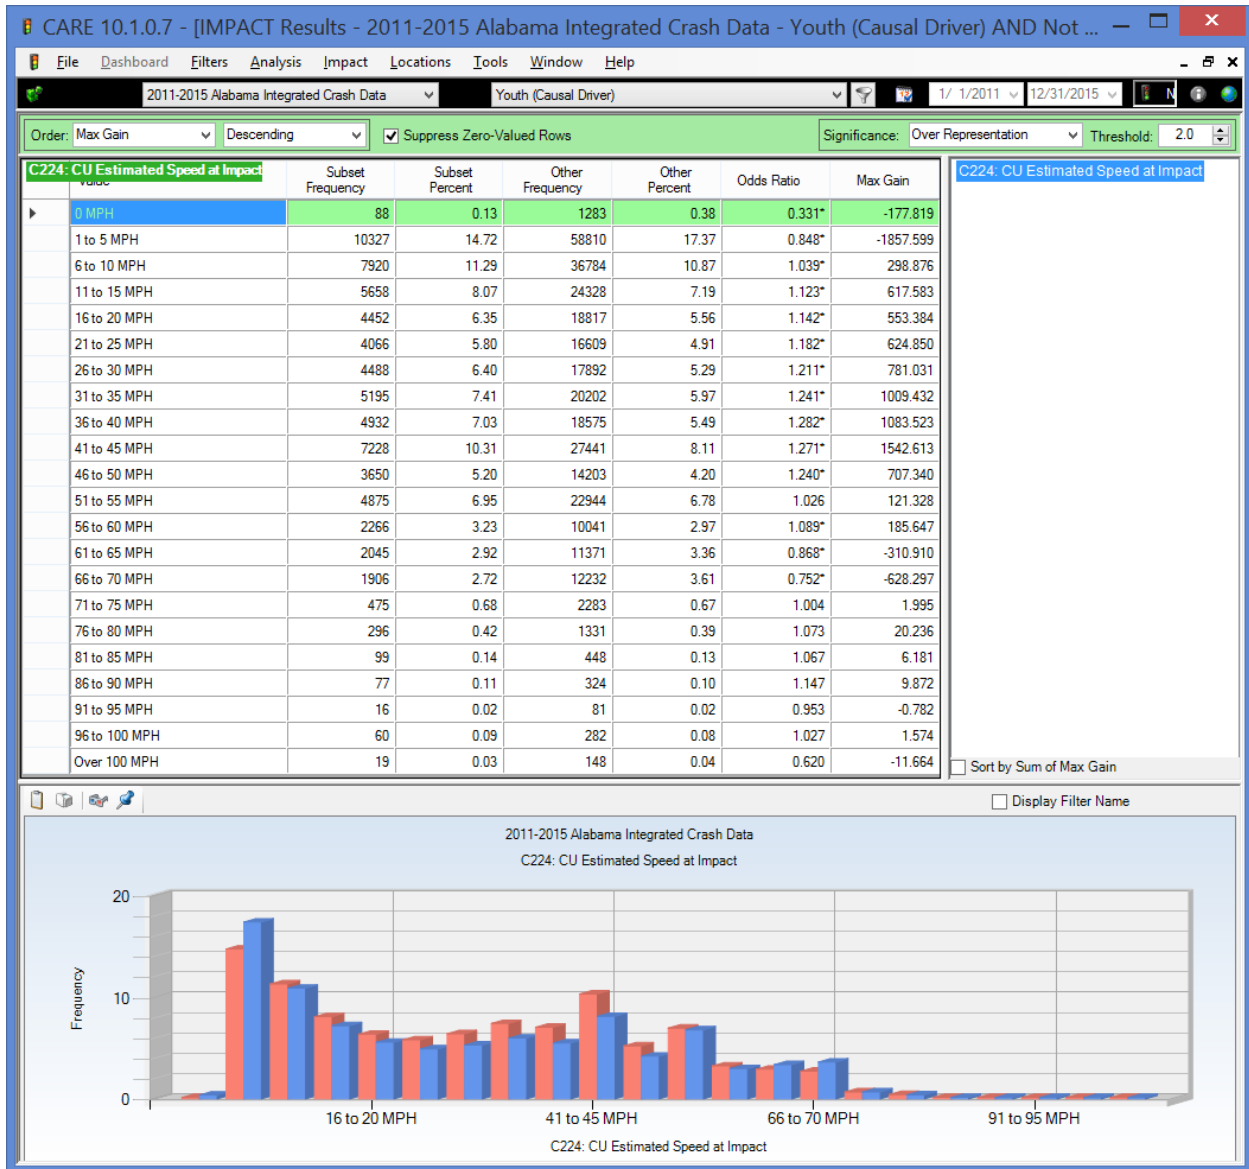 CARE 10.1.0.7 - [IMPACT Results - 2011-2015 Alabama Integrated Crash Data - Youth (Causal Driver) AND Not ...
File Dashboard Filters Analysis Impact Locations Tools Window Help
2011-2015 Alabama Integrated Crash Data Youth (Causal Driver) 1/ 1/2011 12/31/2015 N
Order: Max Gain Descending Suppress Zero-Valued Rows Significance: Over Representation Threshold: 2.0
C224: CU Estimated Speed at Impact Subset Frequency Subset Percent Other Frequency Other Percent Odds Ratio Max Gain C224: CU Estimated Speed at Impact
0 MPH 88 0.13 1283 0.38 0.331* -177.819
1 to 5 MPH 10327 14.72 58810 17.37 0.848* -1857.599
6 to 10 MPH 7920 11.29 36784 10.87 1.039* 298.876
11 to 15 MPH 5658 8.07 24328 7.19 1.123* 617.583
16 to 20 MPH 4452 6.35 18817 5.56 1.142* 553.384
21 to 25 MPH 4066 5.80 16609 4.91 1.182* 624.850
26 to 30 MPH 4488 6.40 17892 5.29 1.211* 781.031
31 to 35 MPH 5195 7.41 20202 5.97 1.241* 1009.432
36 to 40 MPH 4932 7.03 18575 5.49 1.282* 1083.523
41 to 45 MPH 7228 10.31 27441 8.11 1.271* 1542.613
46 to 50 MPH 3650 5.20 14203 4.20 1.240* 707.340
51 to 55 MPH 4875 6.95 22944 6.78 1.026 121.328
56 to 60 MPH 2266 3.23 10041 2.97 1.089* 185.647
61 to 65 MPH 2045 2.92 11371 3.36 0.868* -310.910
66 to 70 MPH 1906 2.72 12232 3.61 0.752* -628.297
71 to 75 MPH 475 0.68 2283 0.67 1.004 1.995
76 to 80 MPH 296 0.42 1331 0.39 1.073 20.236
81 to 85 MPH 99 0.14 448 0.13 1.067 6.181
86 to 90 MPH 77 0.11 324 0.10 1.147 9.872
91 to 95 MPH 16 0.02 81 0.02 0.953 -0.782
96 to 100 MPH 60 0.09 282 0.08 1.027 1.574
Over 100 MPH 19 0.03 148 0.04 0.620 -11.664
Sort by Sum of Max Gain
Display Filter Name
2011-2015 Alabama Integrated Crash Data
C224: CU Estimated Speed at Impact
20
10
0
Frequency
16 to 20 MPH 41 to 45 MPH 66 to 70 MPH 91 to 95 MPH
C224: CU Estimated Speed at Impact